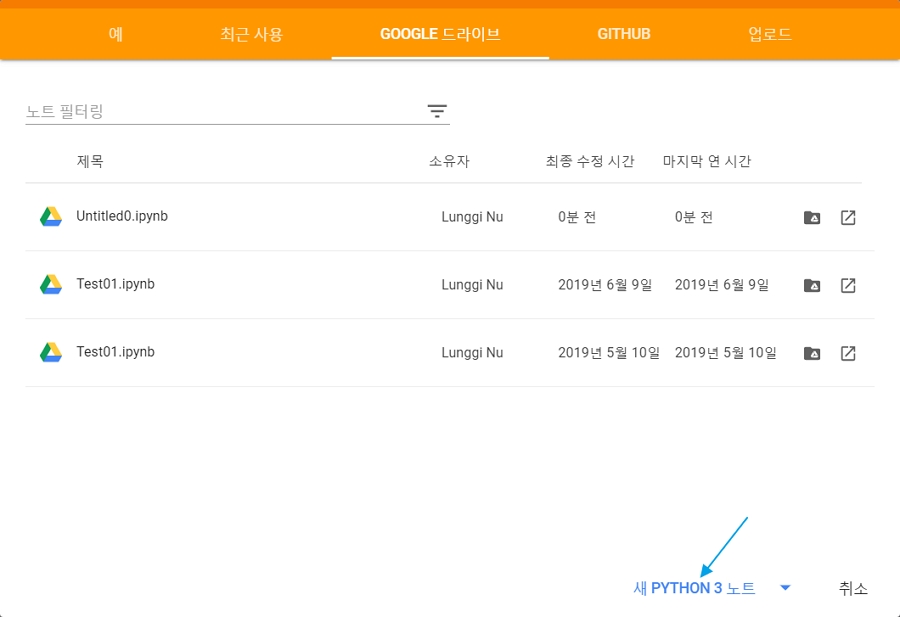 예 최근 사용 GOOGLE 드라이브 GITHUB 업로드
노트 필터링
제목 소유자 최종 수정 시간 마지막 연 시간
Untitled0.ipynb Lunggi Nu 0분 전 0분 전
Test01.ipynb Lunggi Nu 2019년 6월 9일 2019년 6월 9일
Test01.ipynb Lunggi Nu 2019년 5월 10일 2019년 5월 10일
새 PYTHON 3 노트 취소